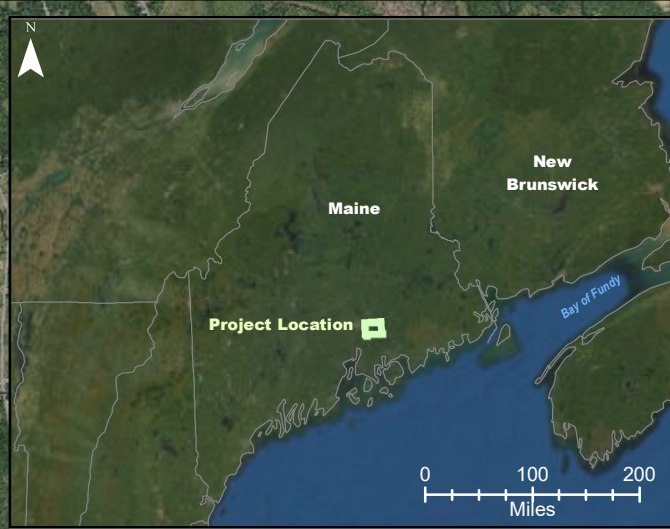 N
Maine
New
Brunswick
Bay of Fundy
Project Location
0 100 200
Miles